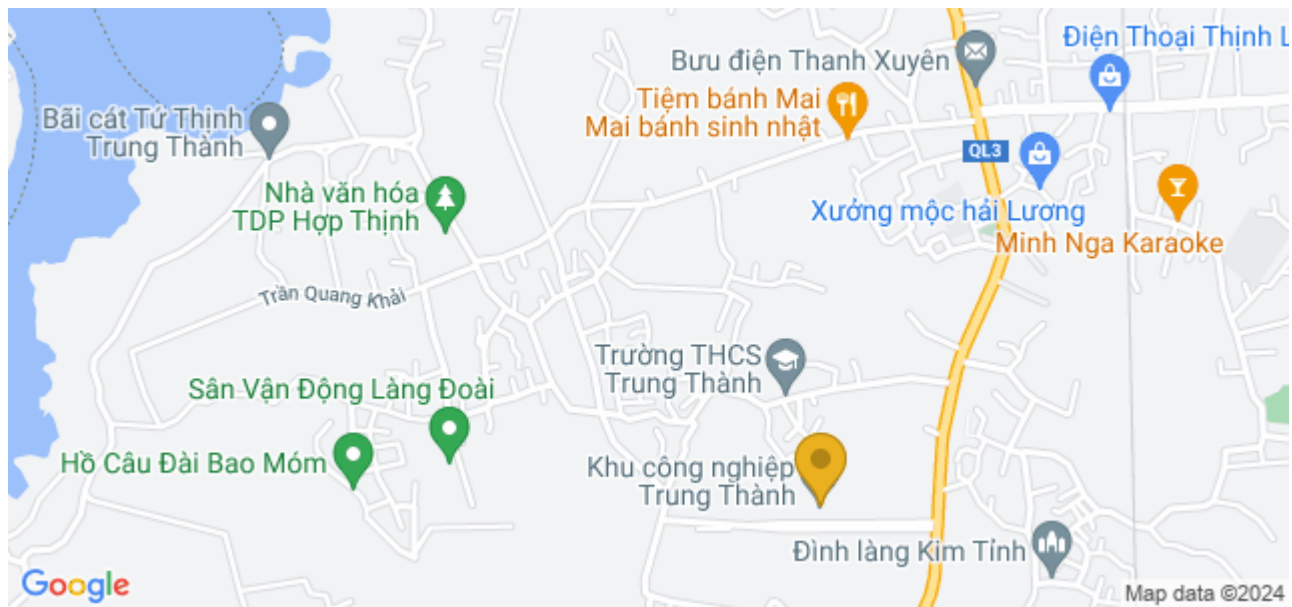 Bưu điện Thanh Xuyên
Điện Thoại Thịnh L
Tiệm bánh Mai
Mai bánh sinh nhật
Bãi cát Tứ Thịnh
Trung Thành
QL3
Nhà văn hóa
TDP Hợp Thịnh
Xưởng mộc hải Lương
Minh Nga Karaoke
Trần Quang Khải
Trường THCS
Trung Thành
Sân Vận Động Làng Đoài
Hồ Câu Đài Bao Móm
Khu công nghiệp
Trung Thành
Đình làng Kim Tỉnh
Google
Map data ©2024